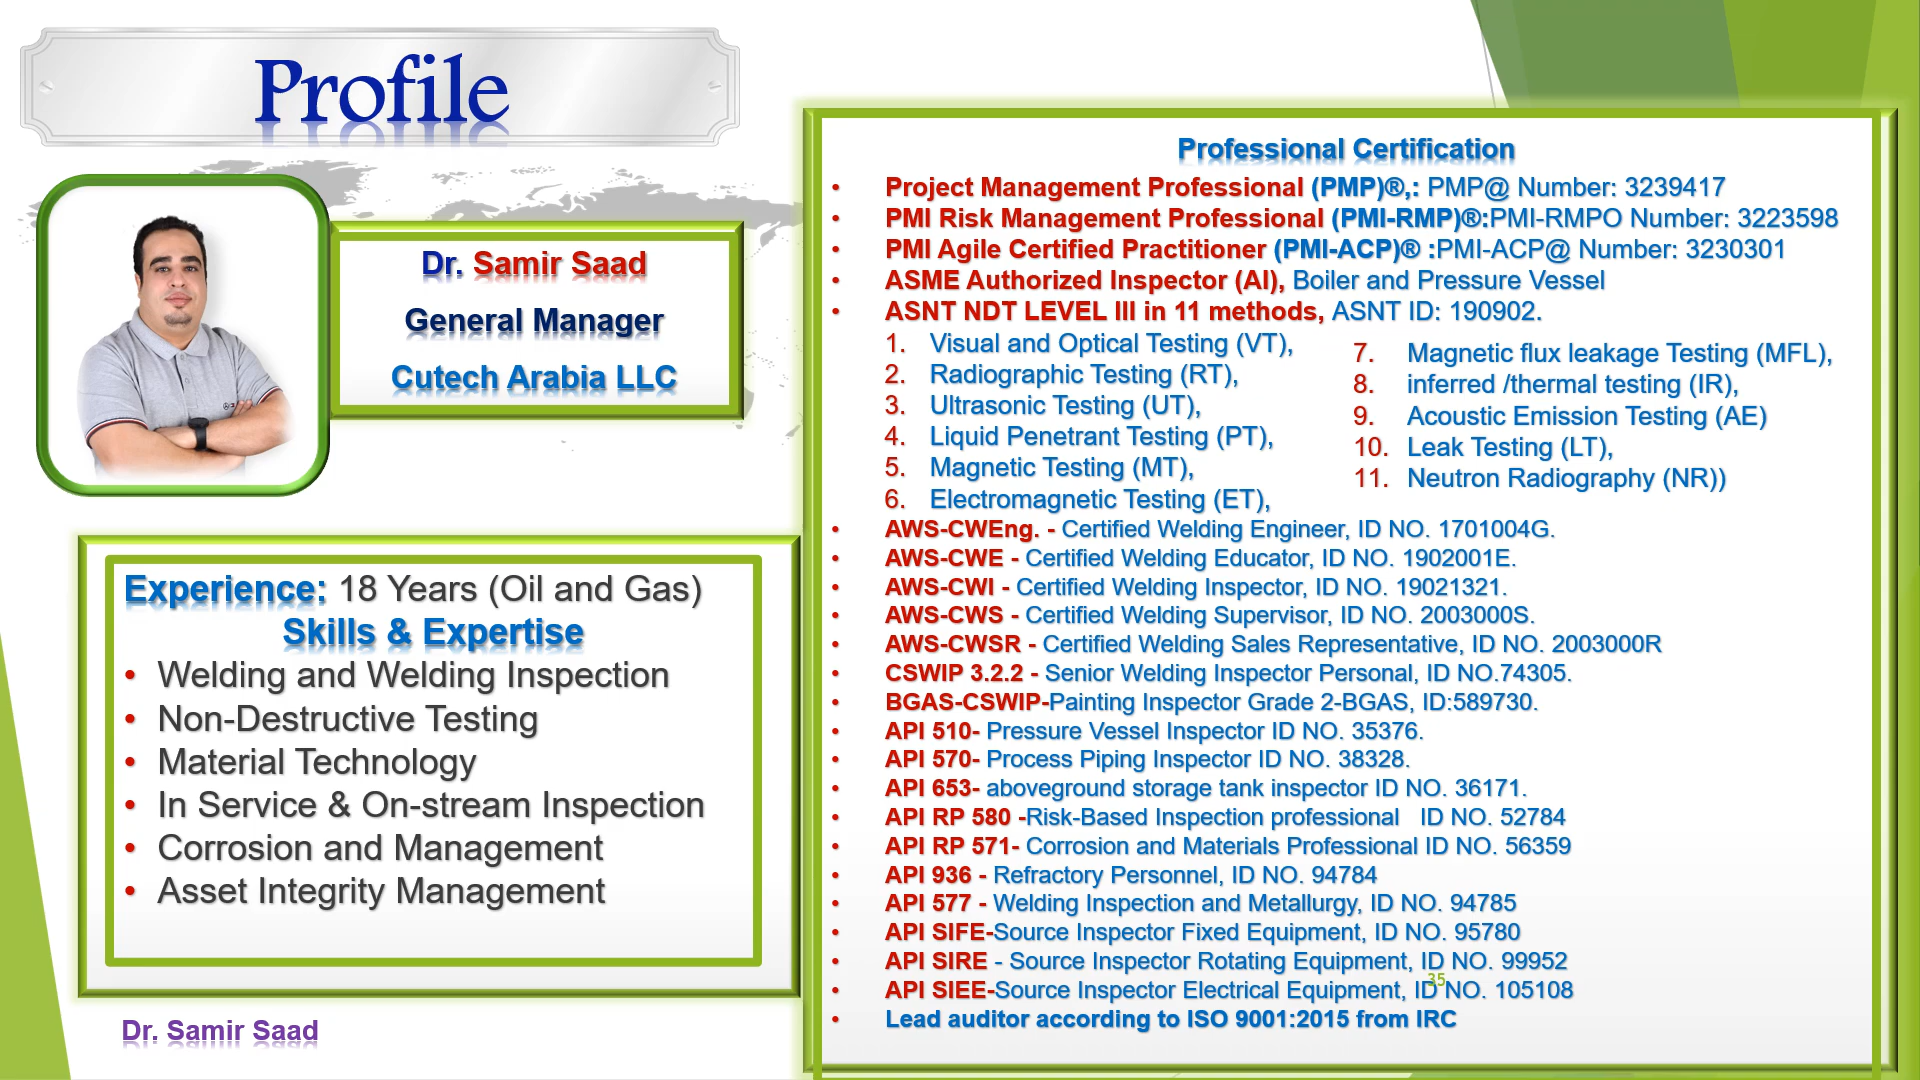 Profile
Dr. Samir Saad
General Manager
Cutech Arabia LLC
Experience: 18 Years (Oil and Gas)
Skills & Expertise
• Welding and Welding Inspection
• Non-Destructive Testing
• Material Technology
• In Service & On-stream Inspection
• Corrosion and Management
• Asset Integrity Management
Dr. Samir Saad
Professional Certification
• Project Management Professional (PMP)®,: PMP@ Number: 3239417
• PMI Risk Management Professional (PMI-RMP)®:PMI-RMPO Number: 3223598
• PMI Agile Certified Practitioner (PMI-ACP)® :PMI-ACP@ Number: 3230301
• ASME Authorized Inspector (AI), Boiler and Pressure Vessel
• ASNT NDT LEVEL III in 11 methods, ASNT ID: 190902.
1. Visual and Optical Testing (VT),
2. Radiographic Testing (RT),
3. Ultrasonic Testing (UT),
4. Liquid Penetrant Testing (PT),
5. Magnetic Testing (MT),
6. Electromagnetic Testing (ET),
7. Magnetic flux leakage Testing (MFL),
8. inferred /thermal testing (IR),
9. Acoustic Emission Testing (AE)
10. Leak Testing (LT),
11. Neutron Radiography (NR))
• AWS-CWEng. - Certified Welding Engineer, ID NO. 1701004G.
• AWS-CWE - Certified Welding Educator, ID NO. 1902001E.
• AWS-CWI - Certified Welding Inspector, ID NO. 19021321.
• AWS-CWS - Certified Welding Supervisor, ID NO. 2003000S.
• AWS-CWSR - Certified Welding Sales Representative, ID NO. 2003000R
• CSWIP 3.2.2 - Senior Welding Inspector Personal, ID NO.74305.
• BGAS-CSWIP-Painting Inspector Grade 2-BGAS, ID:589730.
• API 510- Pressure Vessel Inspector ID NO. 35376.
• API 570- Process Piping Inspector ID NO. 38328.
• API 653- aboveground storage tank inspector ID NO. 36171.
• API RP 580 -Risk-Based Inspection professional ID NO. 52784
• API RP 571- Corrosion and Materials Professional ID NO. 56359
• API 936 - Refractory Personnel, ID NO. 94784
• API 577 - Welding Inspection and Metallurgy, ID NO. 94785
• API SIFE-Source Inspector Fixed Equipment, ID NO. 95780
• API SIRE - Source Inspector Rotating Equipment, ID NO. 99952
35
• API SIEE-Source Inspector Electrical Equipment, ID NO. 105108
• Lead auditor according to ISO 9001:2015 from IRC